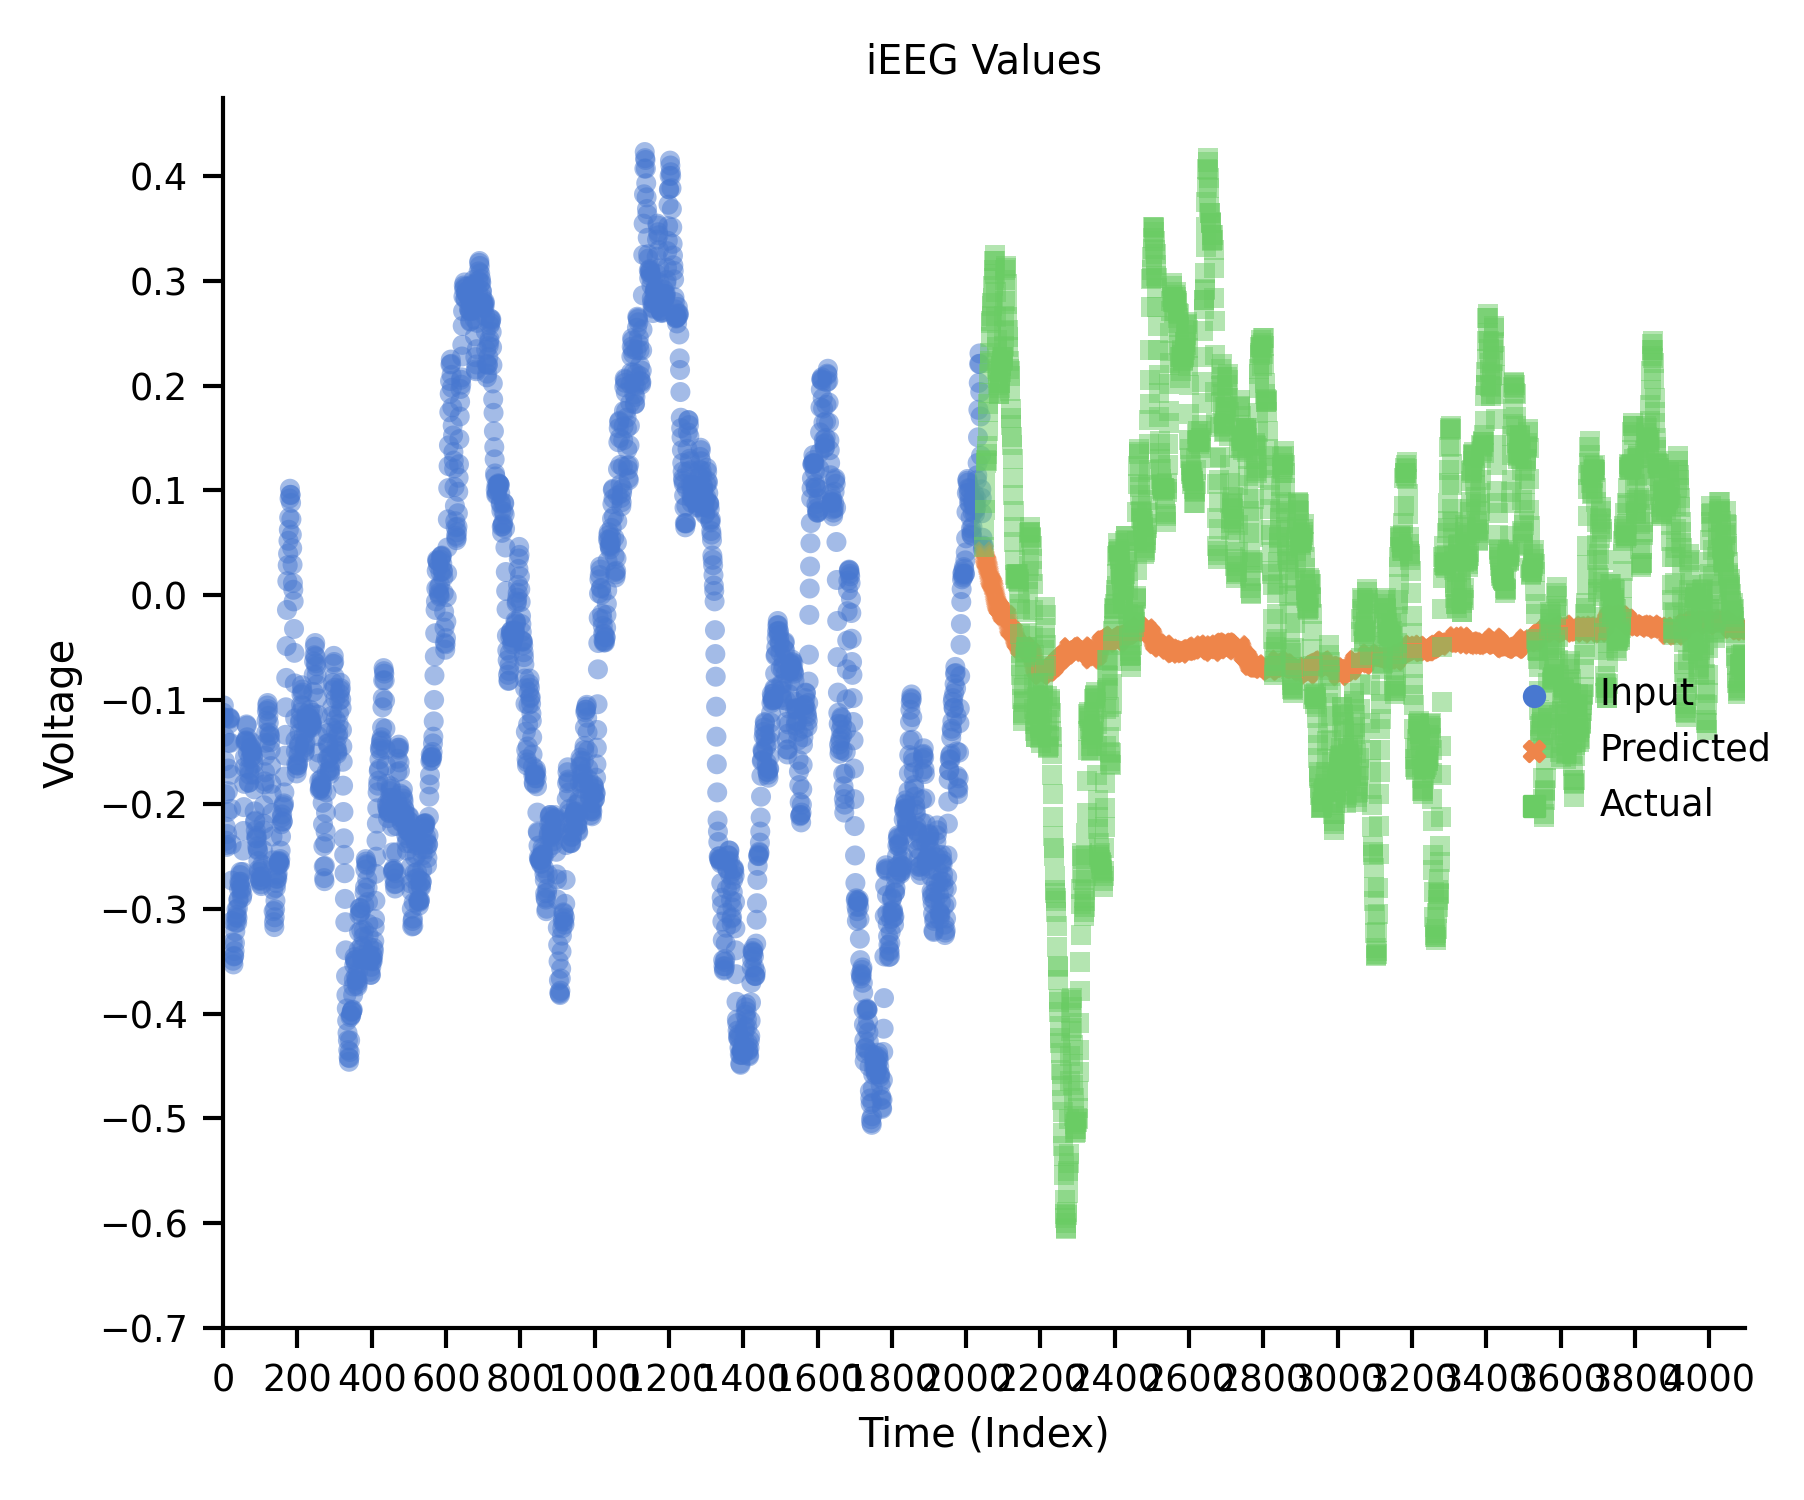 iEEG Values
0.4
0.3
0.2
0.1
0.0
−0.1
−0.2
−0.3
−0.4
−0.5
−0.6
−0.7
Voltage
Input
Predicted
Actual
0 200 400 600 800 1000 1200 1400 1600 1800 2000 2200 2400 2600 2800 3000 3200 3400 3600 3800 4000
Time (Index)